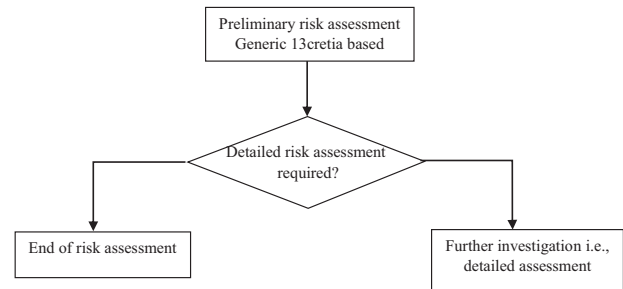 Preliminary risk assessment
Generic 13cretia based
Detailed risk assessment
required?
End of risk assessment
Further investigation i.e.,
detailed assessment